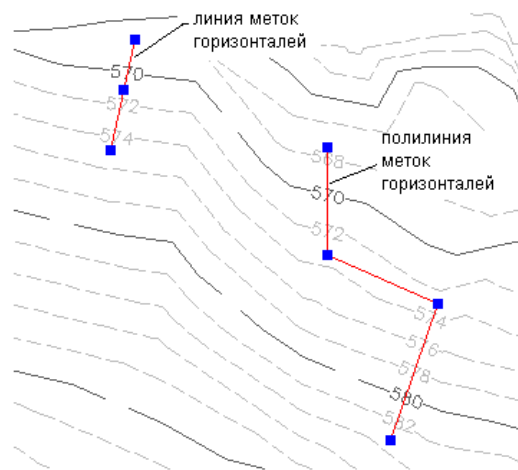 линия меток
горизонталей
570
572
574
полилиния
меток
горизонталей
568
570
572
574
576
578
580
582